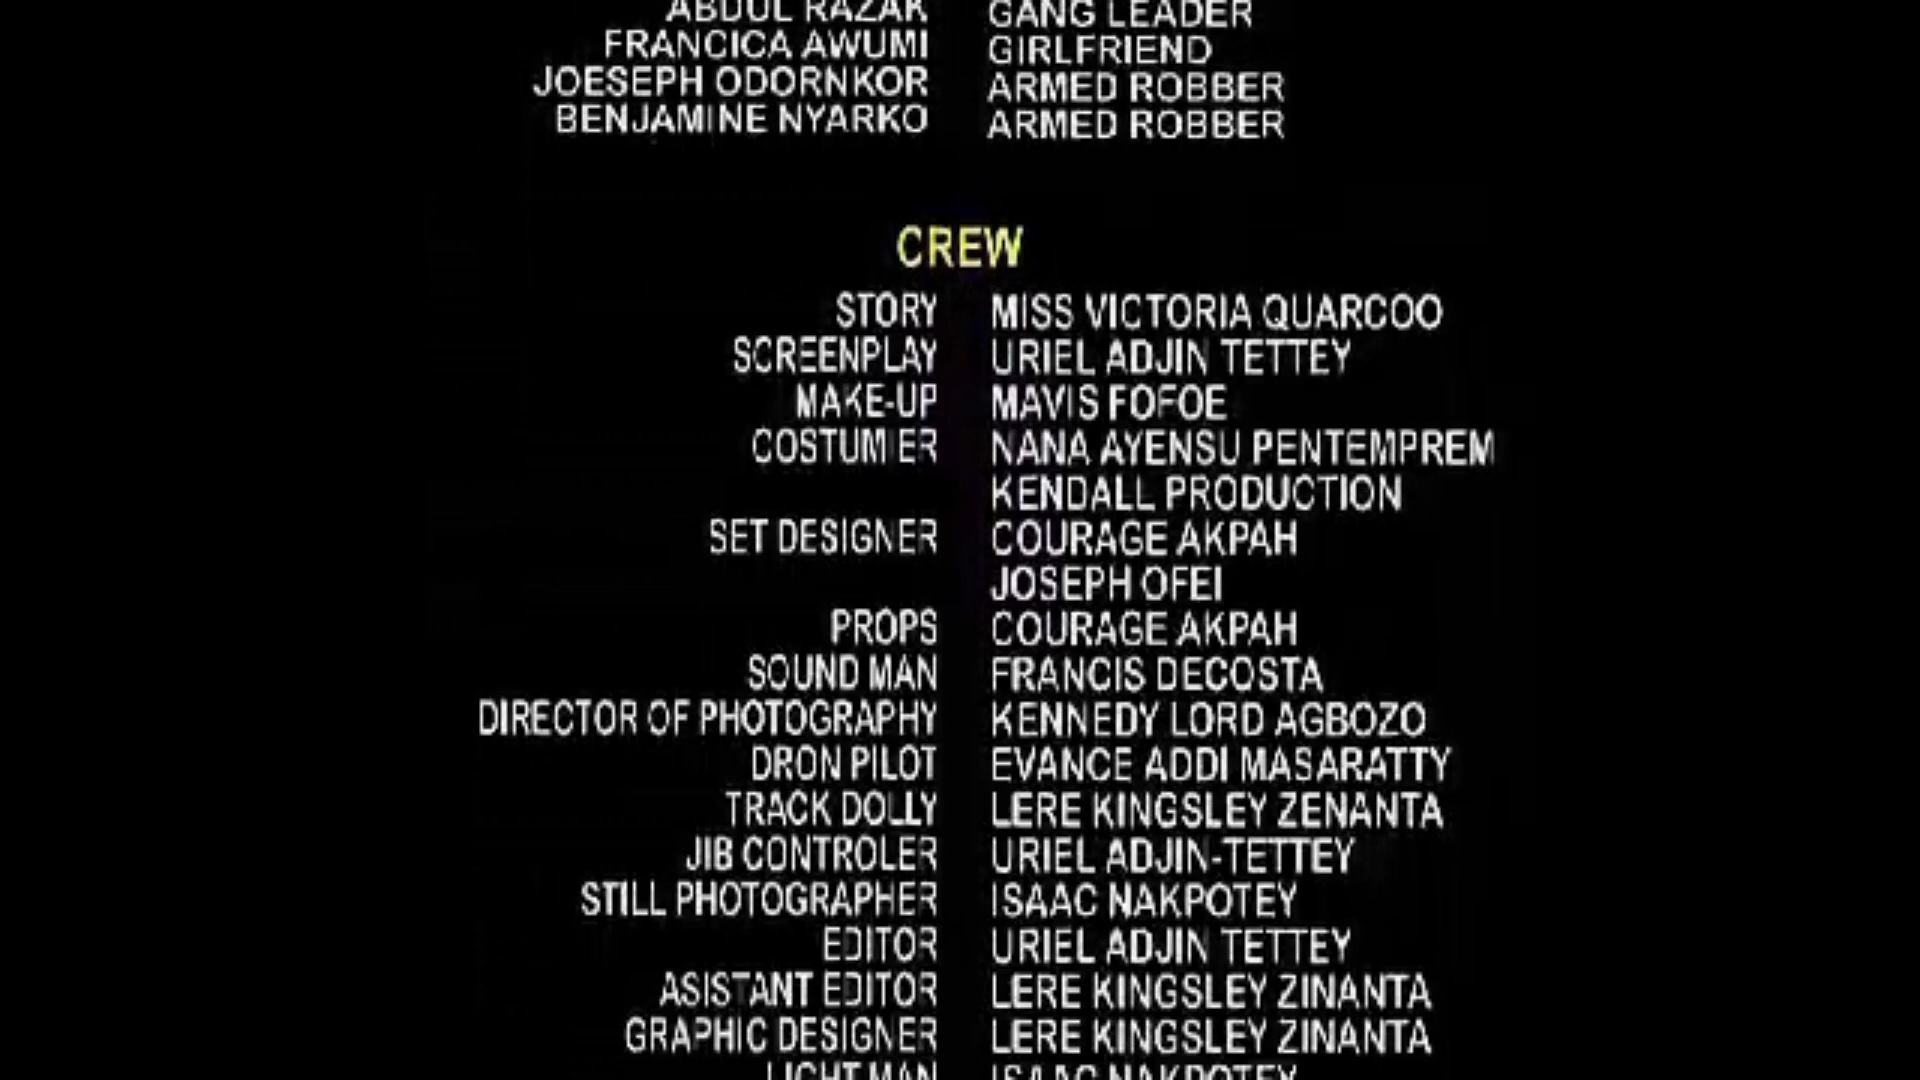 ABDUL RAZAK GANG LEADER
FRANCICA AWUMI GIRLFRIEND
JOESEPH ODORNKOR ARMED ROBBER
BENJAMINE NYARKO ARMED ROBBER
CREW
STORY MISS VICTORIA QUARCOO
SCREENPLAY URIEL ADJIN TETTEY
MAKE-UP MAVIS FOFOE
COSTUMIER NANA AYENSU PENTEMPREM
KENDALL PRODUCTION
SET DESIGNER COURAGE AKPAH
JOSEPH OFEI
PROPS COURAGE AKPAH
SOUND MAN FRANCIS DECOSTA
DIRECTOR OF PHOTOGRAPHY KENNEDY LORD AGBOZO
DRON PILOT EVANCE ADDI MASARATTY
TRACK DOLLY LERE KINGSLEY ZENANTA
JIB CONTROLER URIEL ADJIN-TETTEY
STILL PHOTOGRAPHER ISAAC NAKPOTEY
EDITOR URIEL ADJIN TETTEY
ASISTANT EDITOR LERE KINGSLEY ZINANTA
GRAPHIC DESIGNER LERE KINGSLEY ZINANTA
LIGHT MAN ISAAC NAKPOTEY